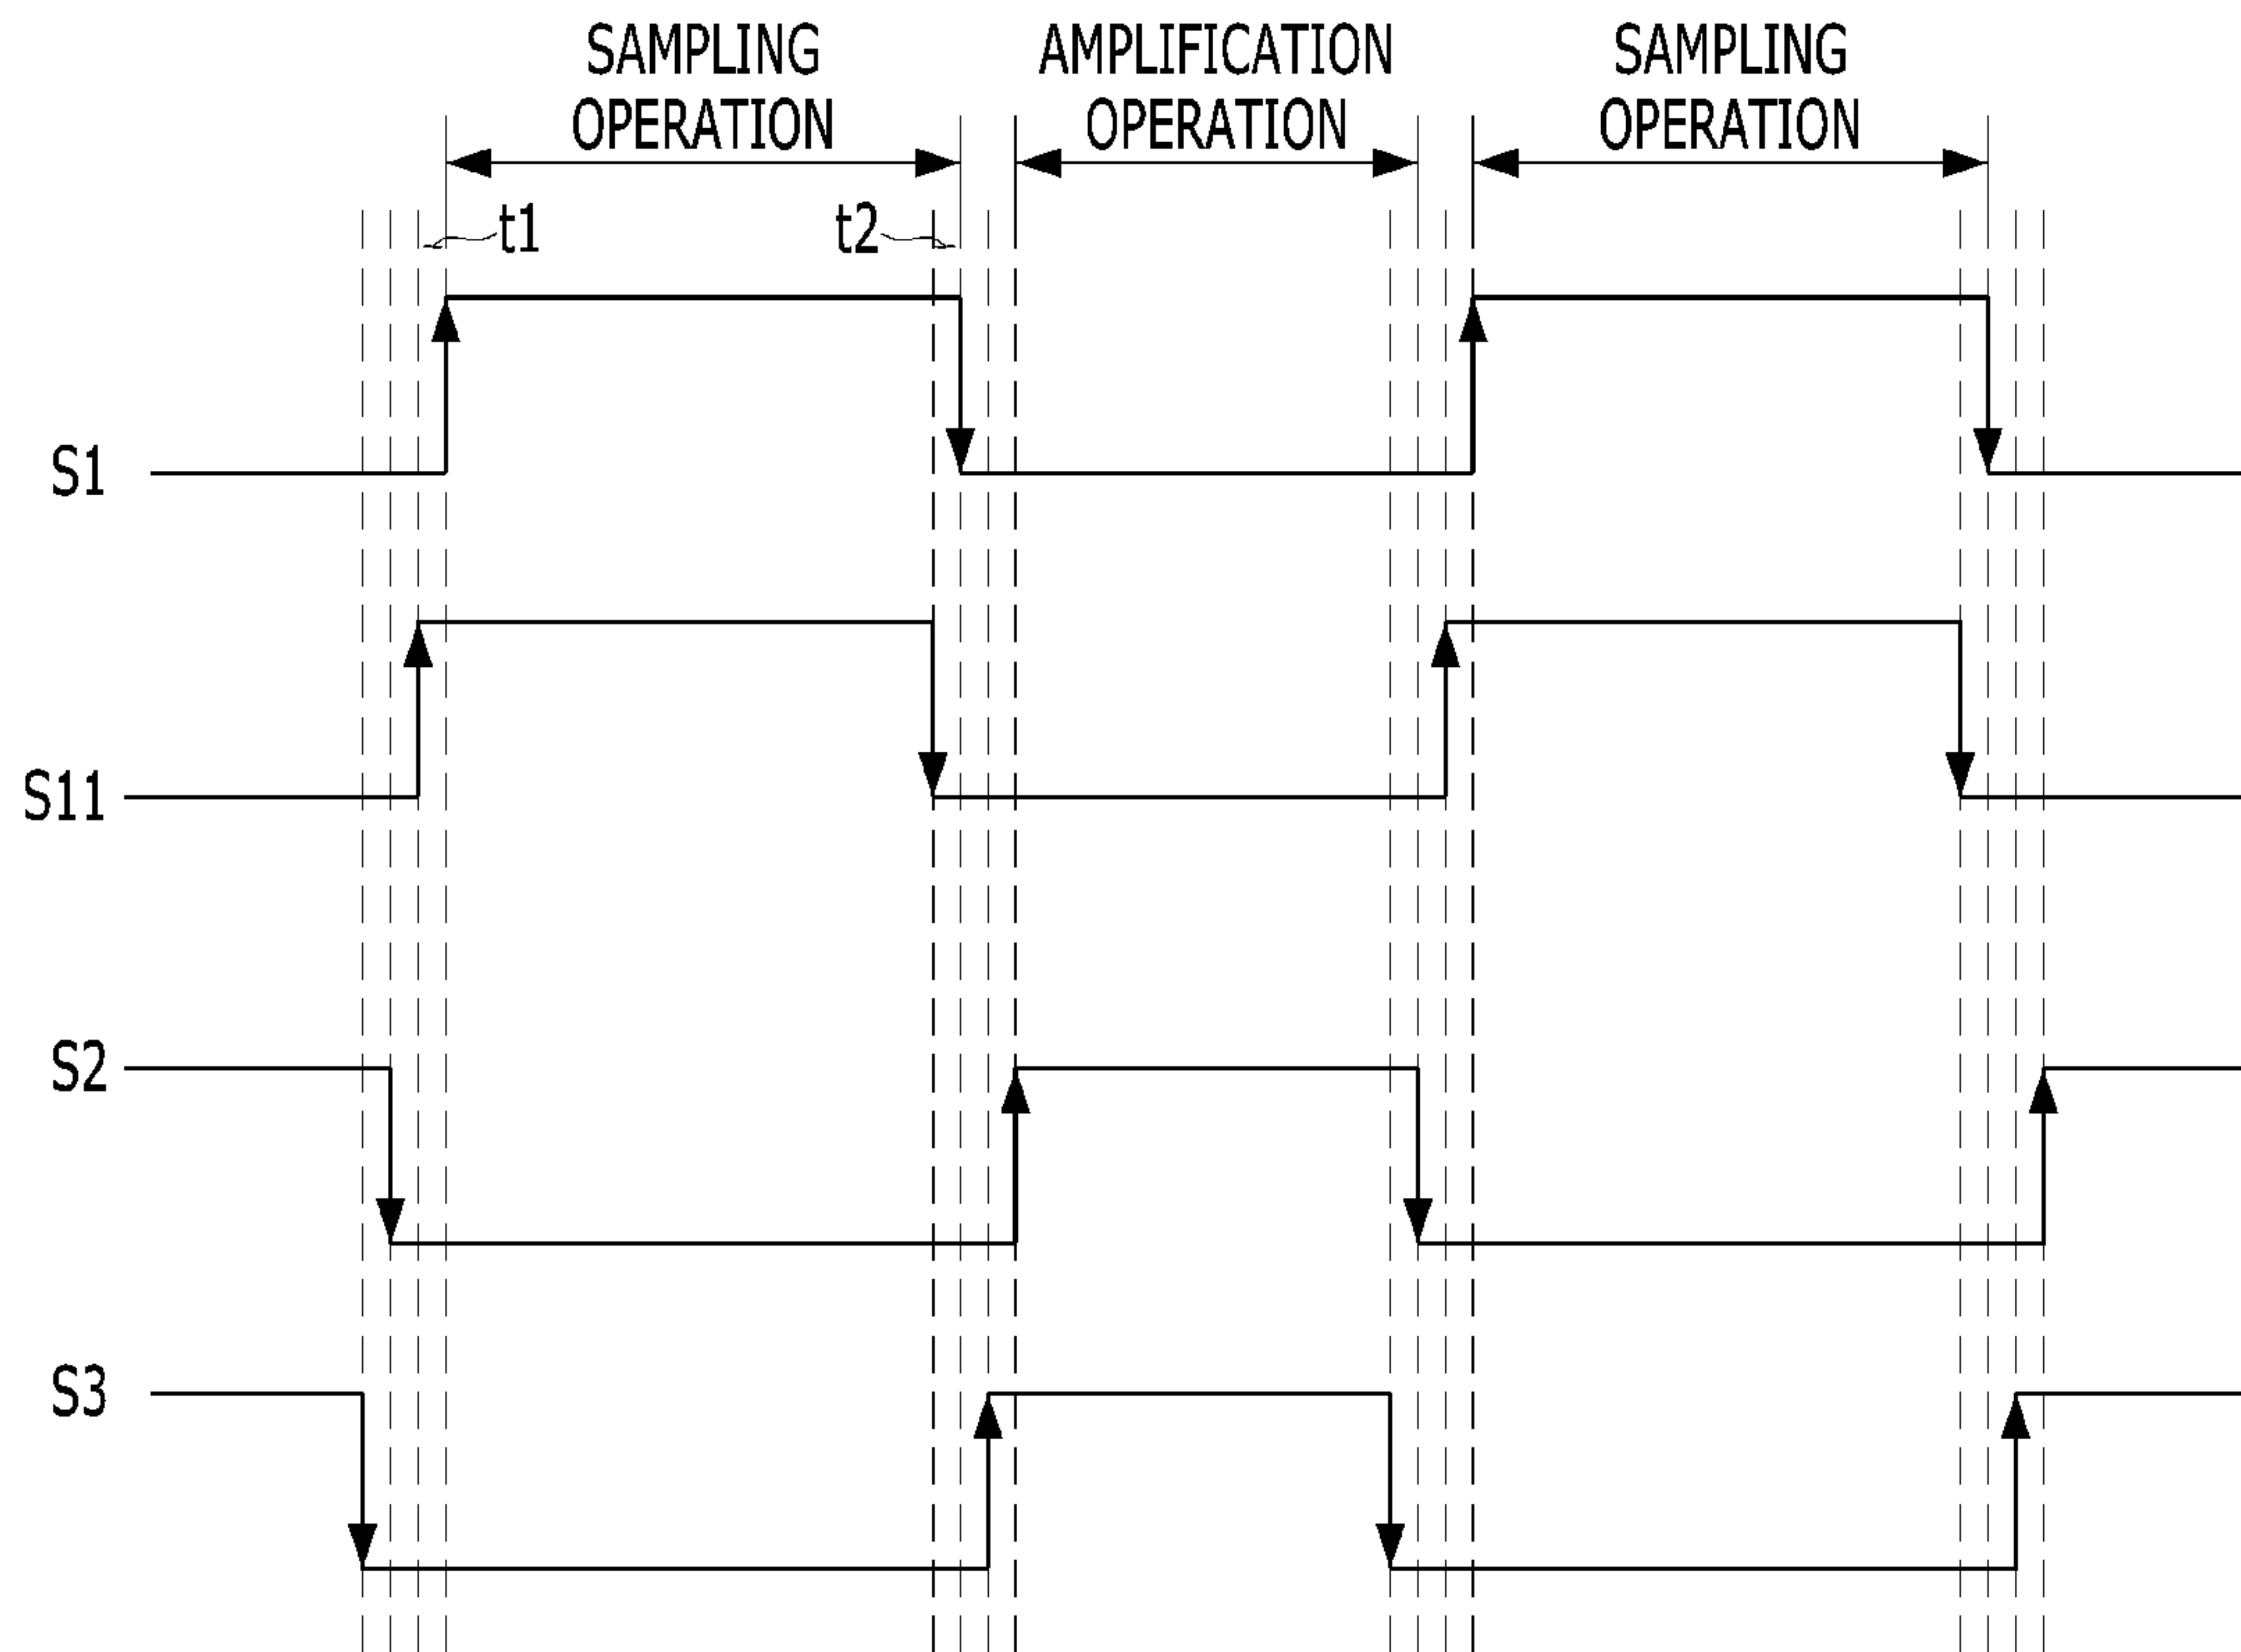 SAMPLING
OPERATION
AMPLIFICATION
OPERATION
SAMPLING
OPERATION
t1
t2
S1
S11
S2
S3